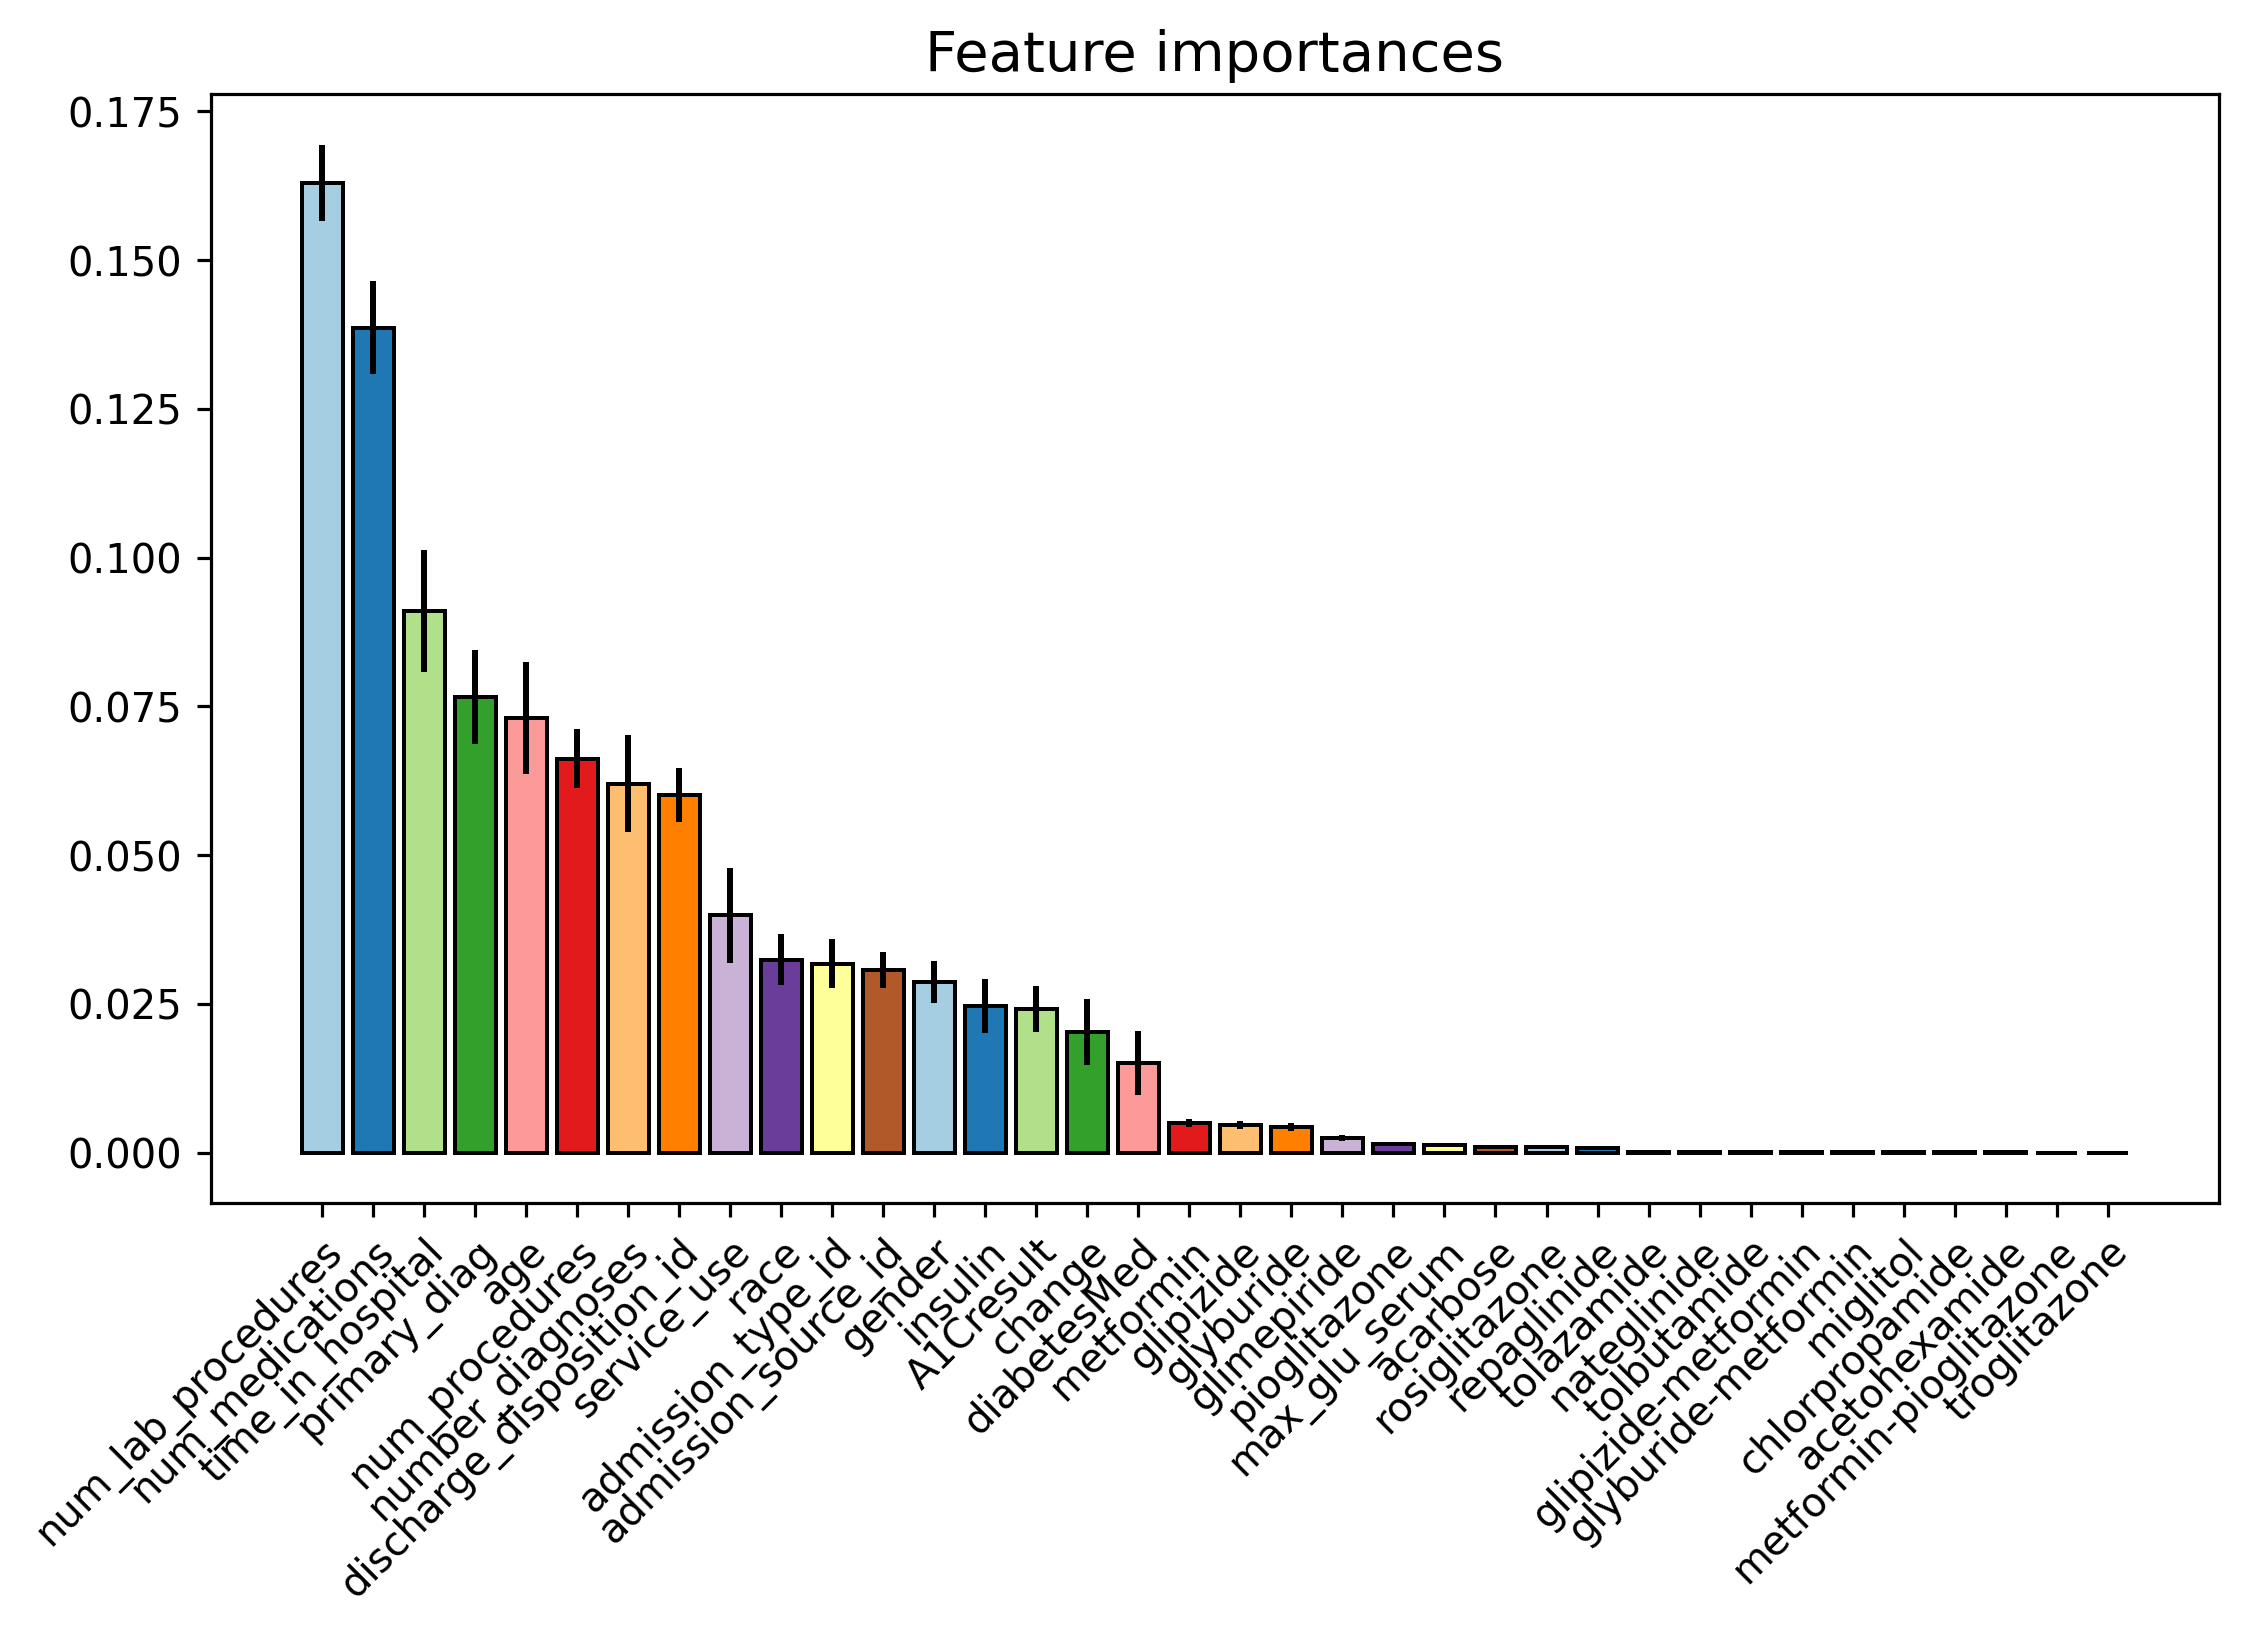 Feature importances
0.175
0.150
0.125
0.100
0.075
0.050
0.025
0.000
num_lab_procedures
num_medications
time_in_hospital
primary_diag
age
num_procedures
number_diagnoses
discharge_disposition_id
service_use
race
admission_type_id
admission_source_id
gender
insulin
A1Cresult
change
diabetesMed
metformin
glipizide
glyburide
glimepiride
pioglitazone
max_glu_serum
acarbose
rosiglitazone
repaglinide
tolazamide
nateglinide
tolbutamide
glipizide-metformin
glyburide-metformin
miglitol
chlorpropamide
acetohexamide
metformin-pioglitazone
troglitazone